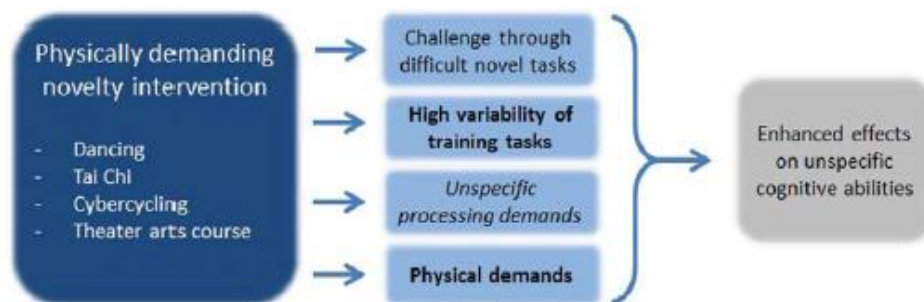 Physically demanding
novelty intervention
- Dancing
- Tai Chi
- Cybercycling
- Theater arts course
Challenge through
difficult novel tasks
High variability of
training tasks
Unspecific
processing demands
Physical demands
Enhanced effects
on unspecific
cognitive abilities